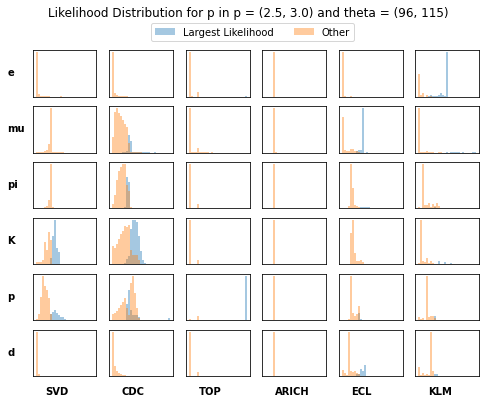 Likelihood Distribution for p in p = (2.5, 3.0) and theta = (96, 115)
Largest Likelihood Other
e
mu
pi
K
p
d
SVD CDC TOP ARICH ECL KLM